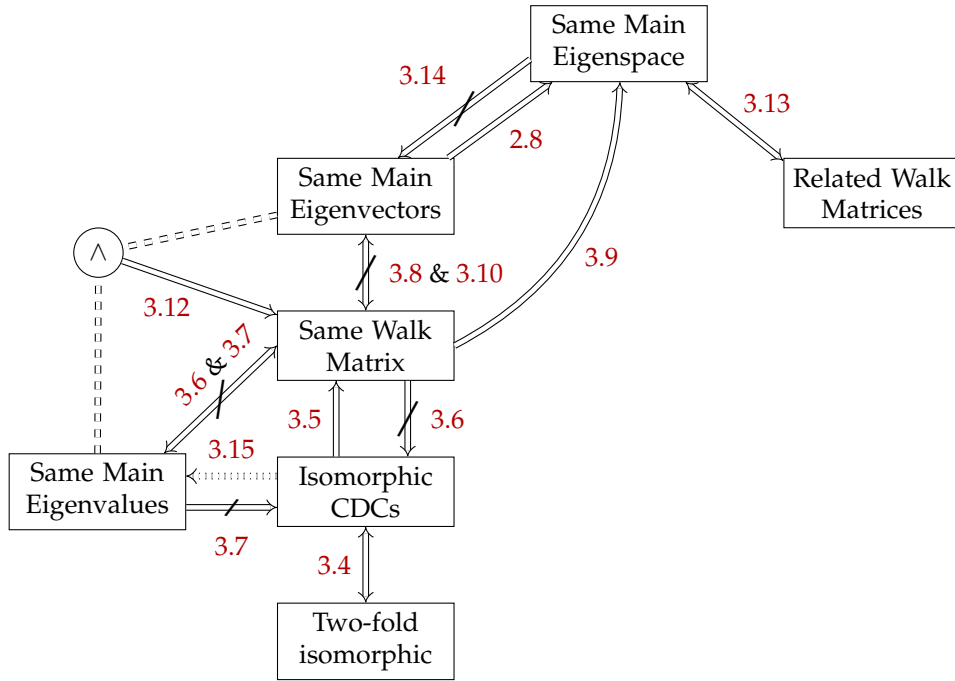 Same Main
Eigenspace
3.14
3.13
2.8
Same Main
Eigenvectors
Related Walk
Matrices
∧
3.8 & 3.10
3.9
3.12
Same Walk
Matrix
3.6 & 3.7
3.5
3.6
3.15
Same Main
Eigenvalues
Isomorphic
CDCs
3.7
3.4
Two-fold
isomorphic